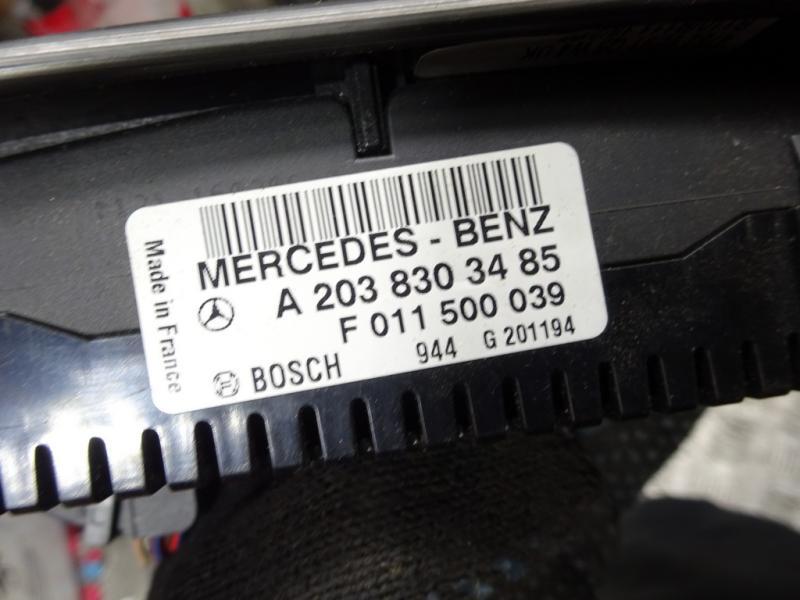 MERCEDES - BENZ
A 203 830 34 85
F 011 500 039
BOSCH 944 G 201194
Made in France